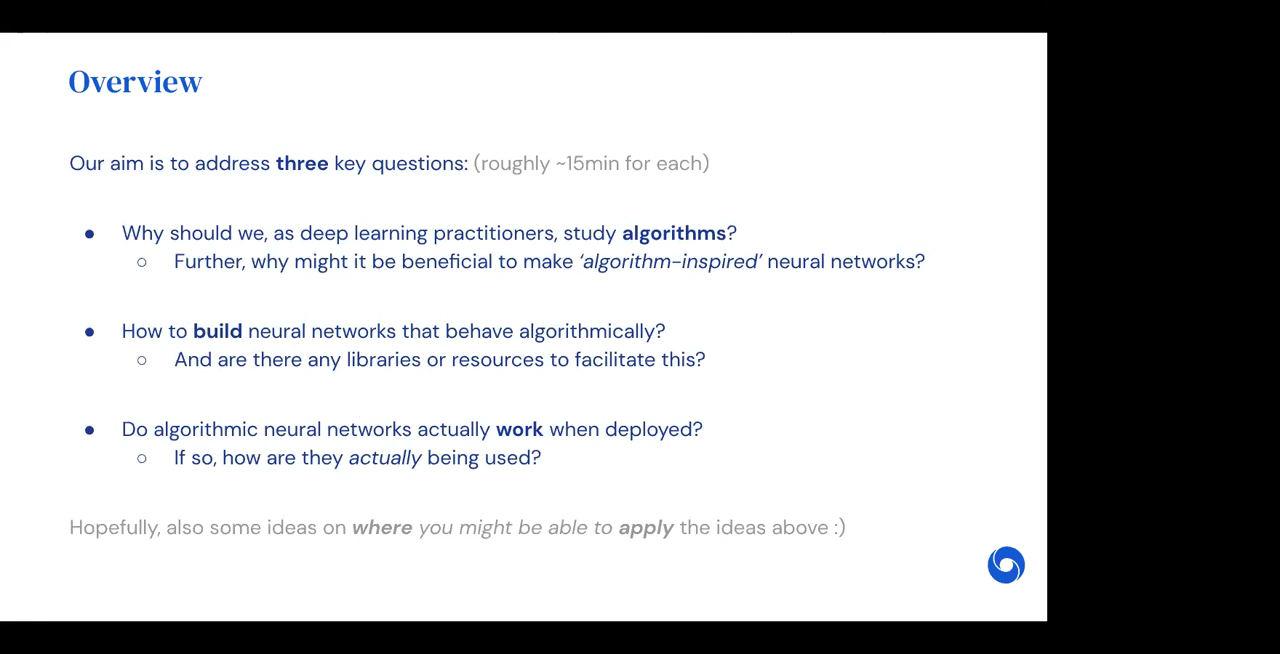 Overview
Our aim is to address three key questions: (roughly ~15min for each)
● Why should we, as deep learning practitioners, study algorithms?
○ Further, why might it be beneficial to make ‘algorithm-inspired’ neural networks?
● How to build neural networks that behave algorithmically?
○ And are there any libraries or resources to facilitate this?
● Do algorithmic neural networks actually work when deployed?
○ If so, how are they actually being used?
Hopefully, also some ideas on where you might be able to apply the ideas above :)